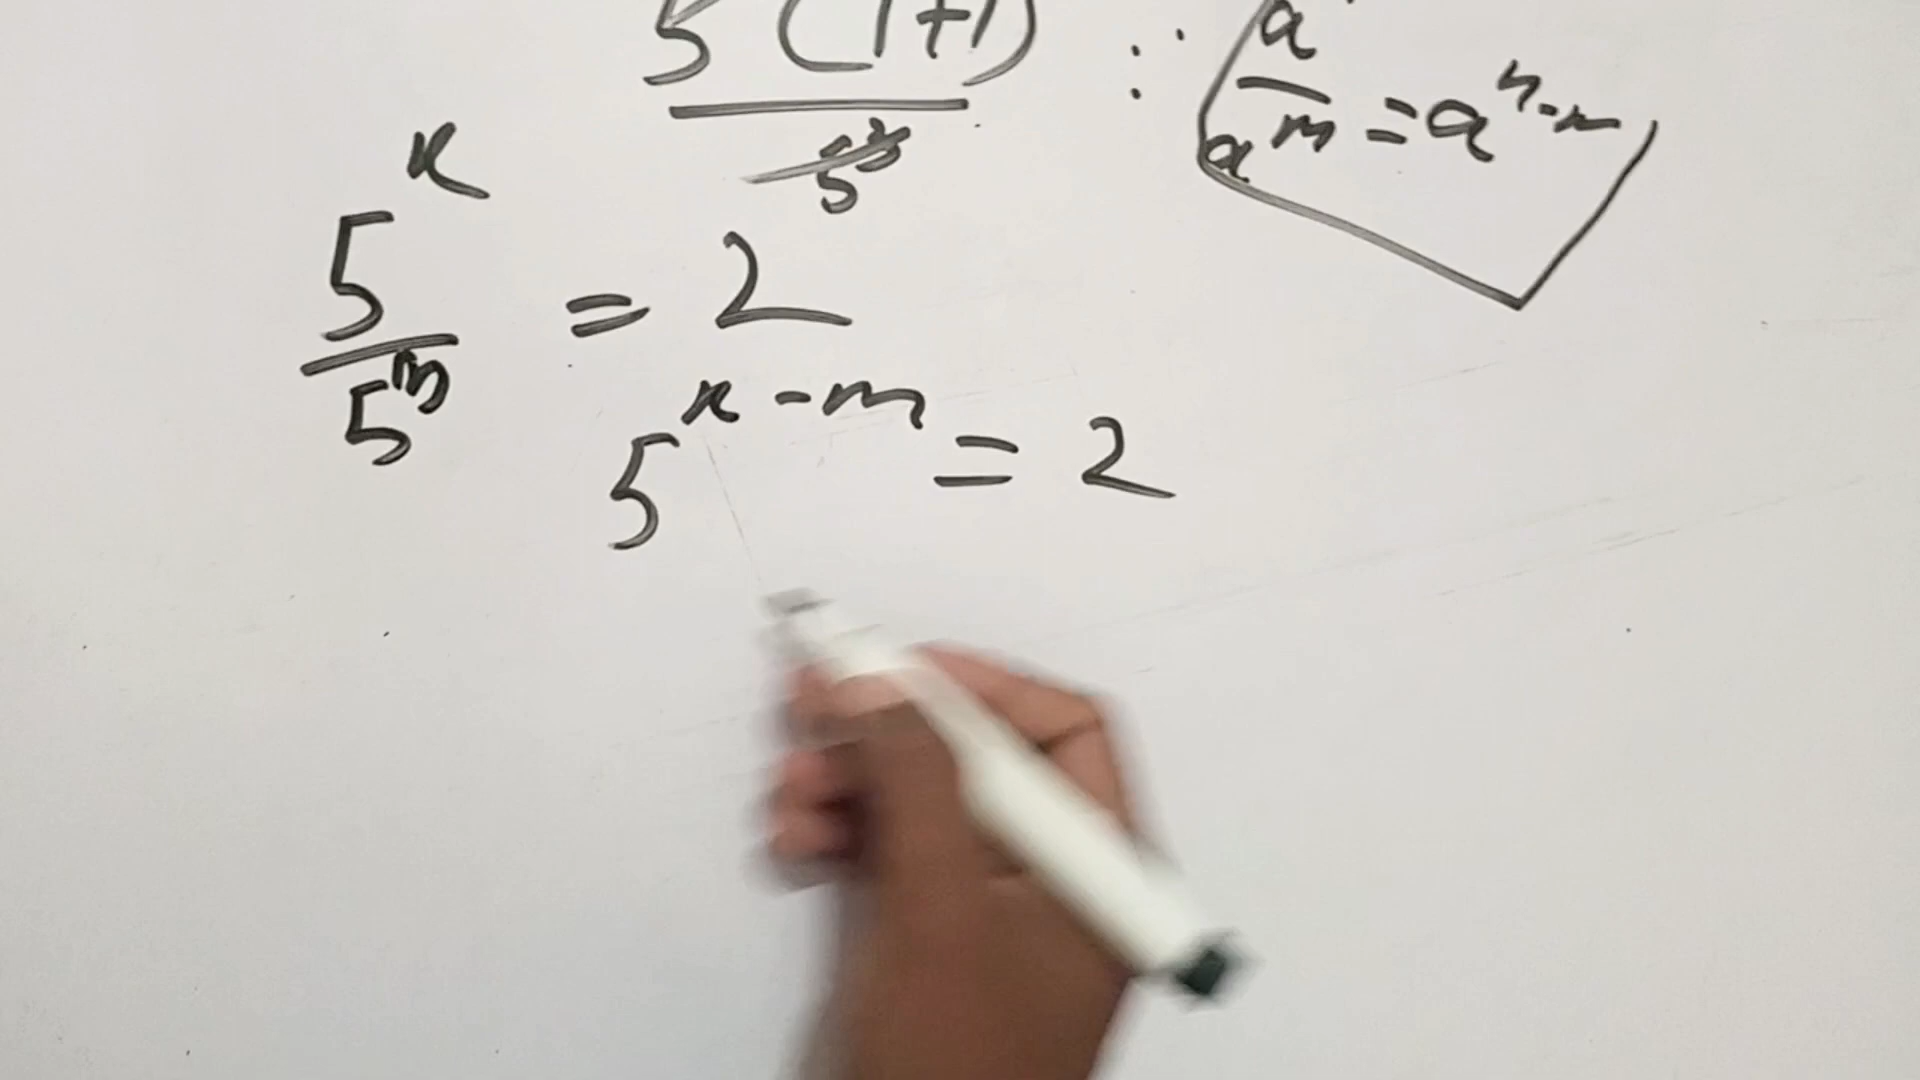 5 (1+1) / 5^m ∵ a / a^m = a^n-m
5^x / 5^m = 2
5^x-m = 2